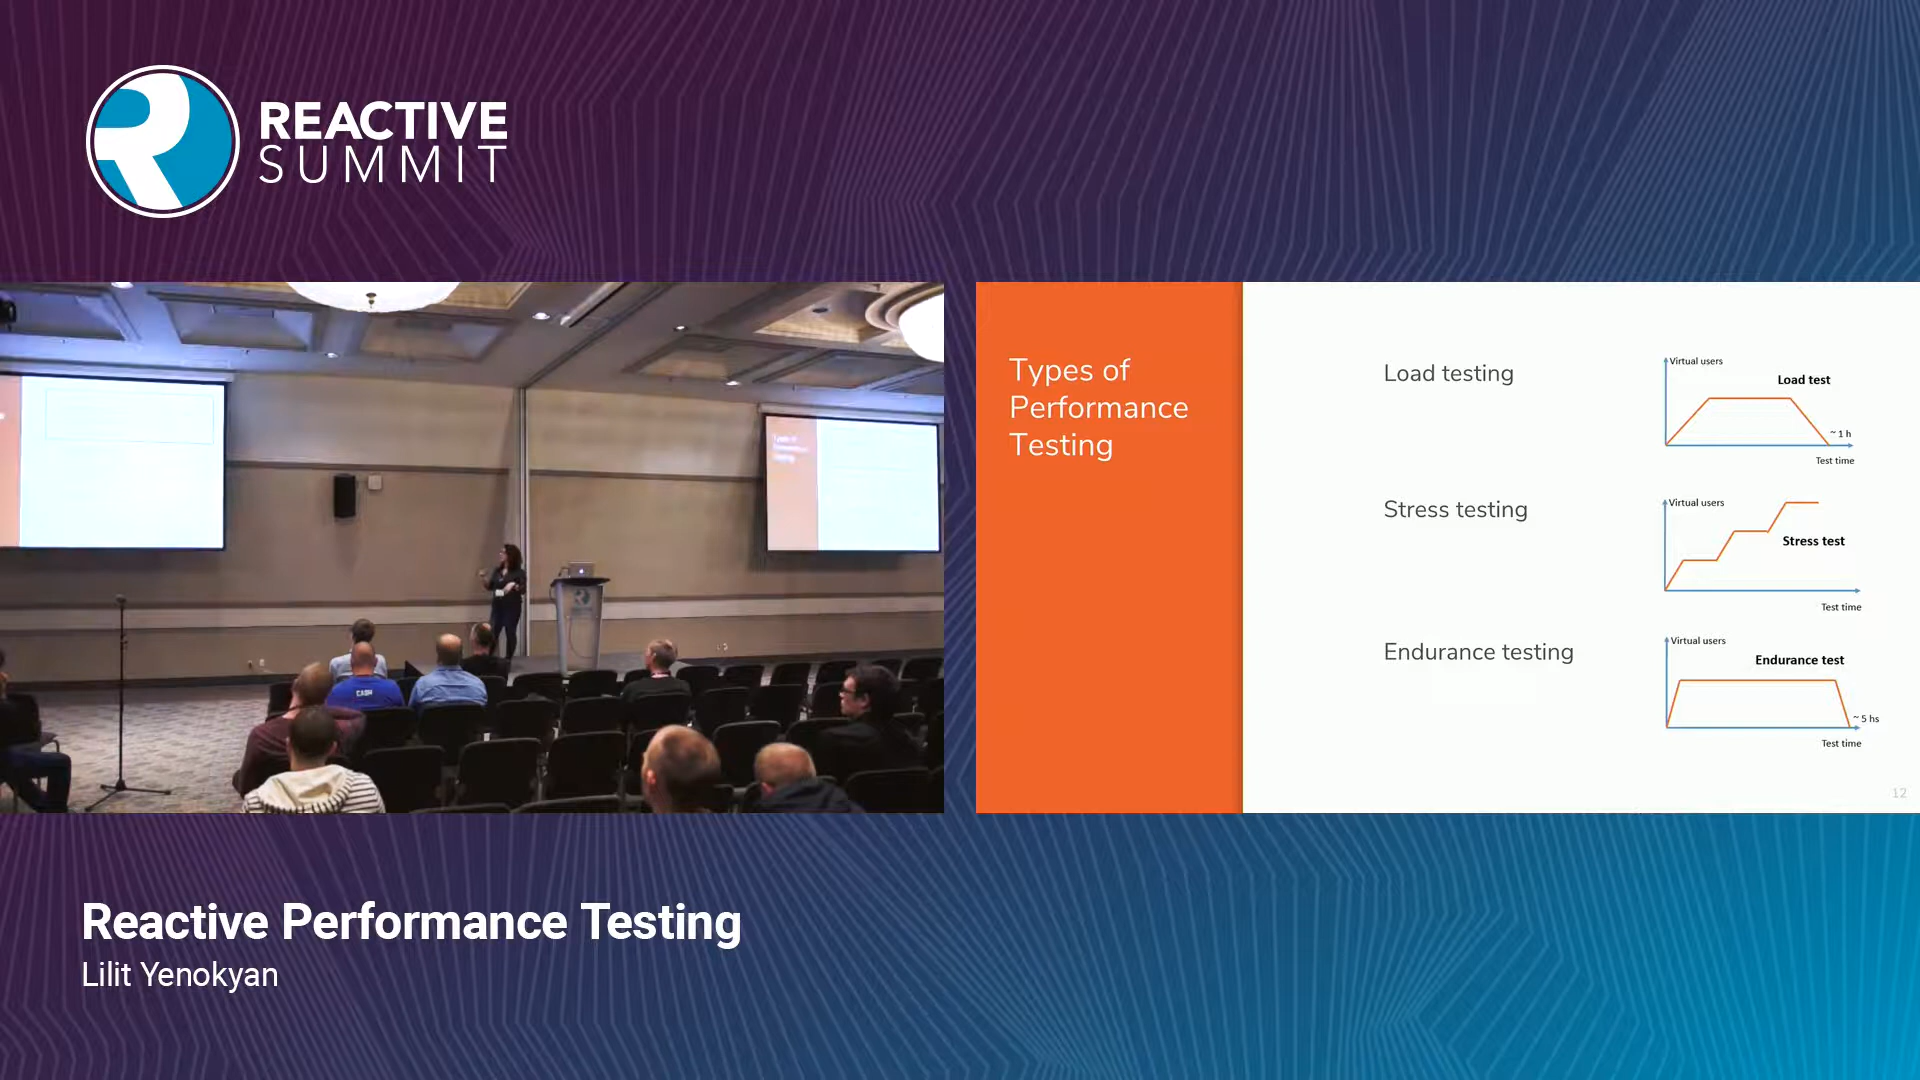 REACTIVE
SUMMIT
Types of
Performance
Testing
Load testing
Virtual users
Load test
~ 1 h
Test time
Stress testing
Virtual users
Stress test
Test time
Endurance testing
Virtual users
Endurance test
~ 5 hs
Test time
12
CASH
Reactive Performance Testing
Lilit Yenokyan